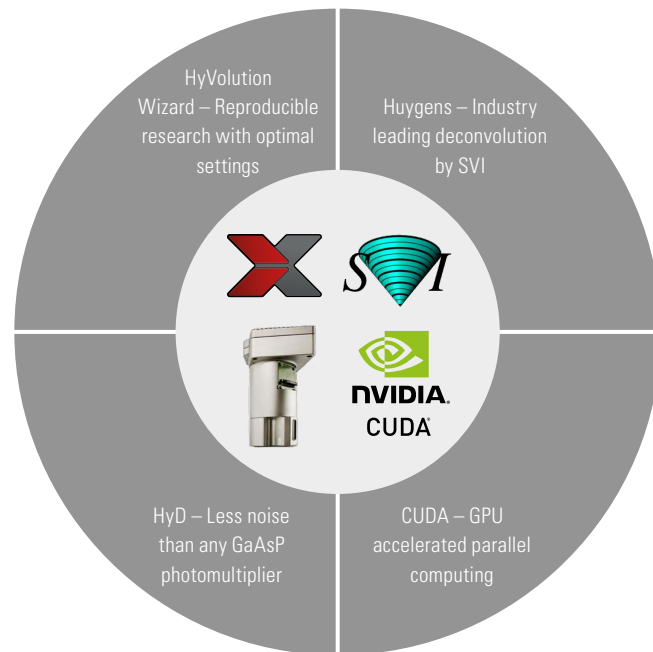 HyVolution
Wizard – Reproducible
research with optimal
settings
Huygens – Industry
leading deconvolution
by SVI
SVI
NVIDIA.
CUDA®
HyD – Less noise
than any GaAsP
photomultiplier
CUDA – GPU
accelerated parallel
computing